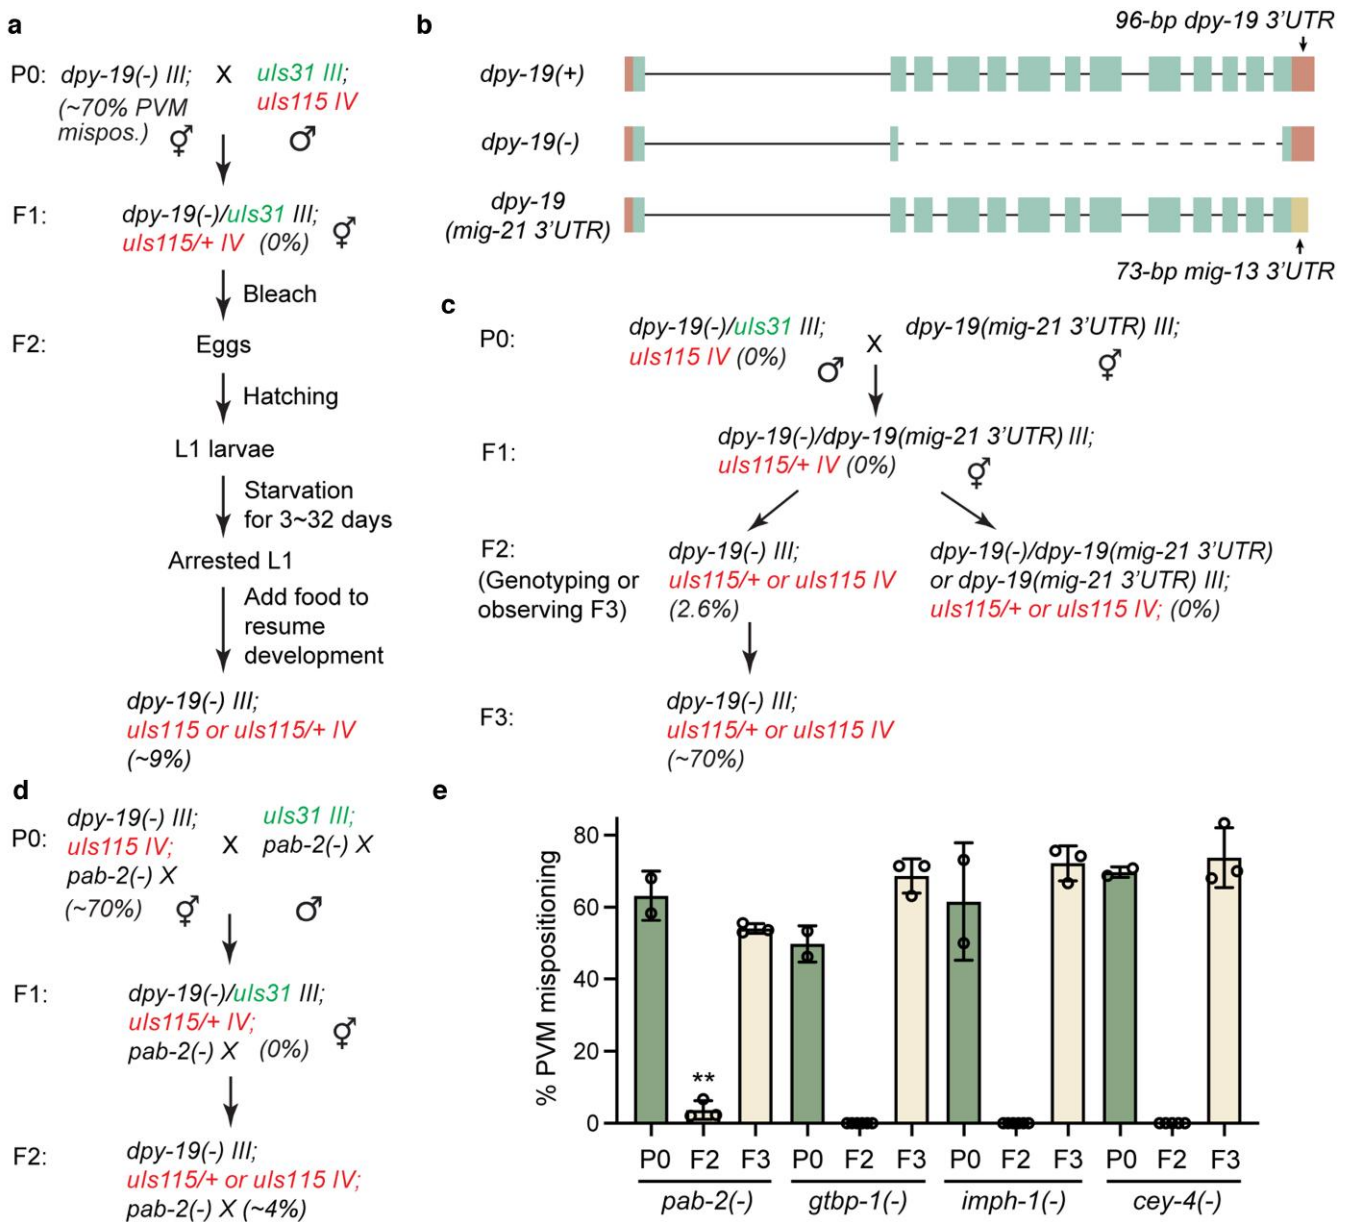 a
P0: dpy-19(-) III; X uIs31 III;
(~70% PVM uIs115 IV
mispos.) ⚥ ♂
F1: dpy-19(-)/uIs31 III;
uIs115/+ IV (0%) ⚥
Bleach
F2: Eggs
Hatching
L1 larvae
Starvation
for 3~32 days
Arrested L1
Add food to
resume
development
dpy-19(-) III;
uIs115 or uIs115/+ IV
(~9%)
b
96-bp dpy-19 3'UTR
dpy-19(+)
dpy-19(-)
dpy-19
(mig-21 3'UTR)
73-bp mig-13 3'UTR
c
P0: dpy-19(-)/uIs31 III; X dpy-19(mig-21 3'UTR) III;
uIs115 IV (0%) ♂ ⚥
F1: dpy-19(-)/dpy-19(mig-21 3'UTR) III;
uIs115/+ IV (0%) ⚥
F2:
(Genotyping or
observing F3)
dpy-19(-) III;
uIs115/+ or uIs115 IV
(2.6%)
dpy-19(-)/dpy-19(mig-21 3'UTR)
or dpy-19(mig-21 3'UTR) III;
uIs115/+ or uIs115 IV; (0%)
F3: dpy-19(-) III;
uIs115/+ or uIs115 IV
(~70%)
d
P0: dpy-19(-) III; X uIs31 III;
uIs115 IV; pab-2(-) X
pab-2(-) X
(~70%) ⚥ ♂
F1: dpy-19(-)/uIs31 III;
uIs115/+ IV;
pab-2(-) X (0%) ⚥
F2: dpy-19(-) III;
uIs115/+ or uIs115 IV;
pab-2(-) X (~4%)
e
% PVM mispositioning
80
60
40
20
0
**
P0 F2 F3 P0 F2 F3 P0 F2 F3 P0 F2 F3
pab-2(-) gtbp-1(-) imph-1(-) cey-4(-)